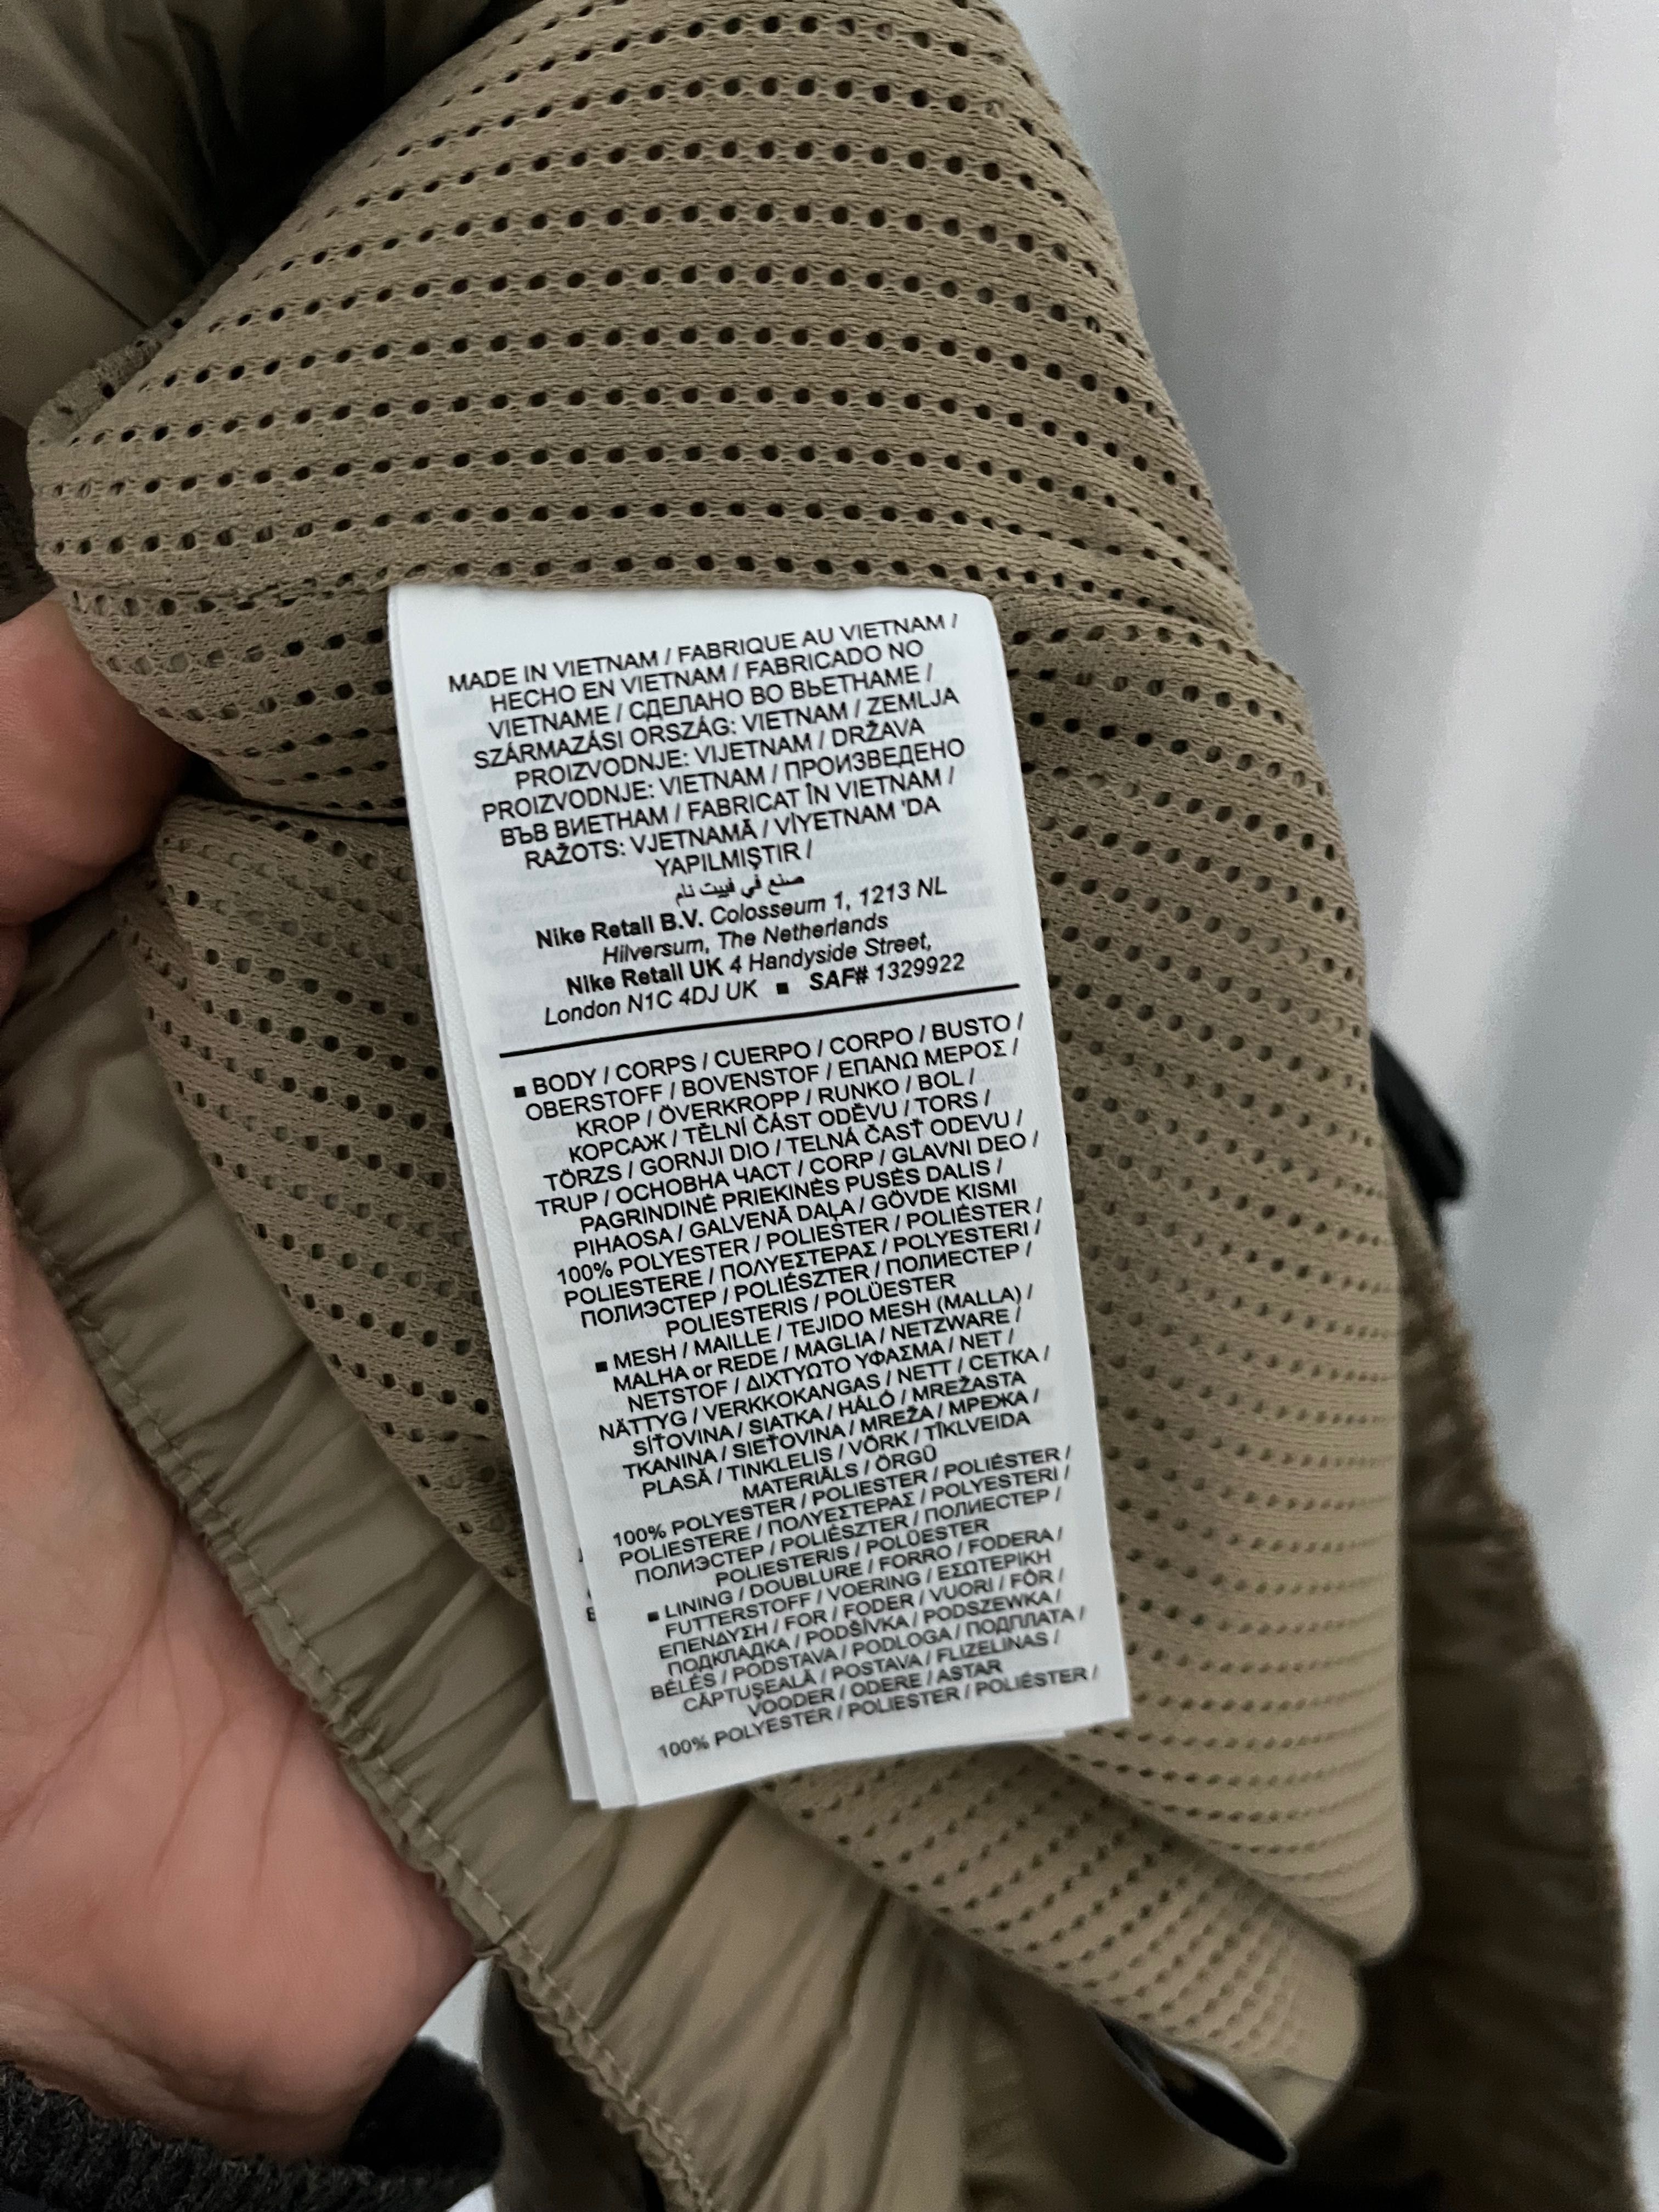 MADE IN VIETNAM / FABRIQUE AU VIETNAM /
HECHO EN VIETNAM / FABRICADO NO
VIETNAME / СДЕЛАНО ВО ВЬЕТНАМЕ /
SZÁRMAZÁSI ORSZÁG: VIETNAM / ZEMLJA
PROIZVODNJE: VIJETNAM / DRŽAVA
PROIZVODNJE: VIETNAM / ПРОИЗВЕДЕНО
ВЪВ ВИЕТНАМ / FABRICAT ÎN VIETNAM /
RAŽOTS: VJETNAMĀ / VİYETNAM 'DA
YAPILMIŞTIR /
صنع في فييت نام
Nike Retail B.V. Colosseum 1, 1213 NL
Hilversum, The Netherlands
Nike Retail UK 4 Handyside Street,
London N1C 4DJ UK ■ SAF# 1329922
■ BODY / CORPS / CUERPO / CORPO / BUSTO /
OBERSTOFF / BOVENSTOF / ΕΠΑΝΩ ΜΕΡΟΣ /
KROP / ÖVERKROPP / RUNKO / BOL /
КОРСАЖ / TĚLNÍ ČÁST ODĚVU / TORS /
TÖRZS / GORNJI DIO / TELNÁ ČASŤ ODEVU /
TRUP / ОСНОВНА ЧАСТ / CORP / GLAVNI DEO /
PAGRINDINĖ PRIEKINĖS PUSĖS DALIS /
PIHAOSA / GALVENĀ DAĻA / GÖVDE KISMI
100% POLYESTER / POLIESTER / POLIÉSTER /
POLIESTERE / ΠΟΛΥΕΣΤΕΡΑΣ / POLYESTERI /
ПОЛИЭСТЕР / POLIÉSZTER / ПОЛИЕСТЕР /
POLIESTERIS / POLÜESTER
■ MESH / MAILLE / TEJIDO MESH (MALLA) /
MALHA or REDE / MAGLIA / NETZWARE /
NETSTOF / ΔΙΧΤΥΩΤΟ ΥΦΑΣΜΑ / NET /
NÄTTYG / VERKKOKANGAS / NETT / СЕТКА /
SÍŤOVINA / SIATKA / HÁLÓ / MREŽASTA
TKANINA / SIEŤOVINA / MREŽA / МРЕЖА /
PLASĂ / TINKLELIS / VÕRK / TĪKLVEIDA
MATERIĀLS / ÖRGÜ
100% POLYESTER / POLIESTER / POLIÉSTER /
POLIESTERE / ΠΟΛΥΕΣΤΕΡΑΣ / POLYESTERI /
ПОЛИЭСТЕР / POLIÉSZTER / ПОЛИЕСТЕР /
POLIESTERIS / POLÜESTER
■ LINING / DOUBLURE / FORRO / FODERA /
FUTTERSTOFF / VOERING / ΕΣΩΤΕΡΙΚΗ
ΕΠΕΝΔΥΣΗ / FOR / FODER / VUORI / FÔR /
ПОДКЛАДКА / PODŠÍVKA / PODSZEWKA /
BÉLÉS / PODSTAVA / PODLOGA / ПОДПЛАТА /
CĂPTUŞEALĂ / POSTAVA / FLIZELINAS /
VOODER / ODERE / ASTAR
100% POLYESTER / POLIESTER / POLIÉSTER /